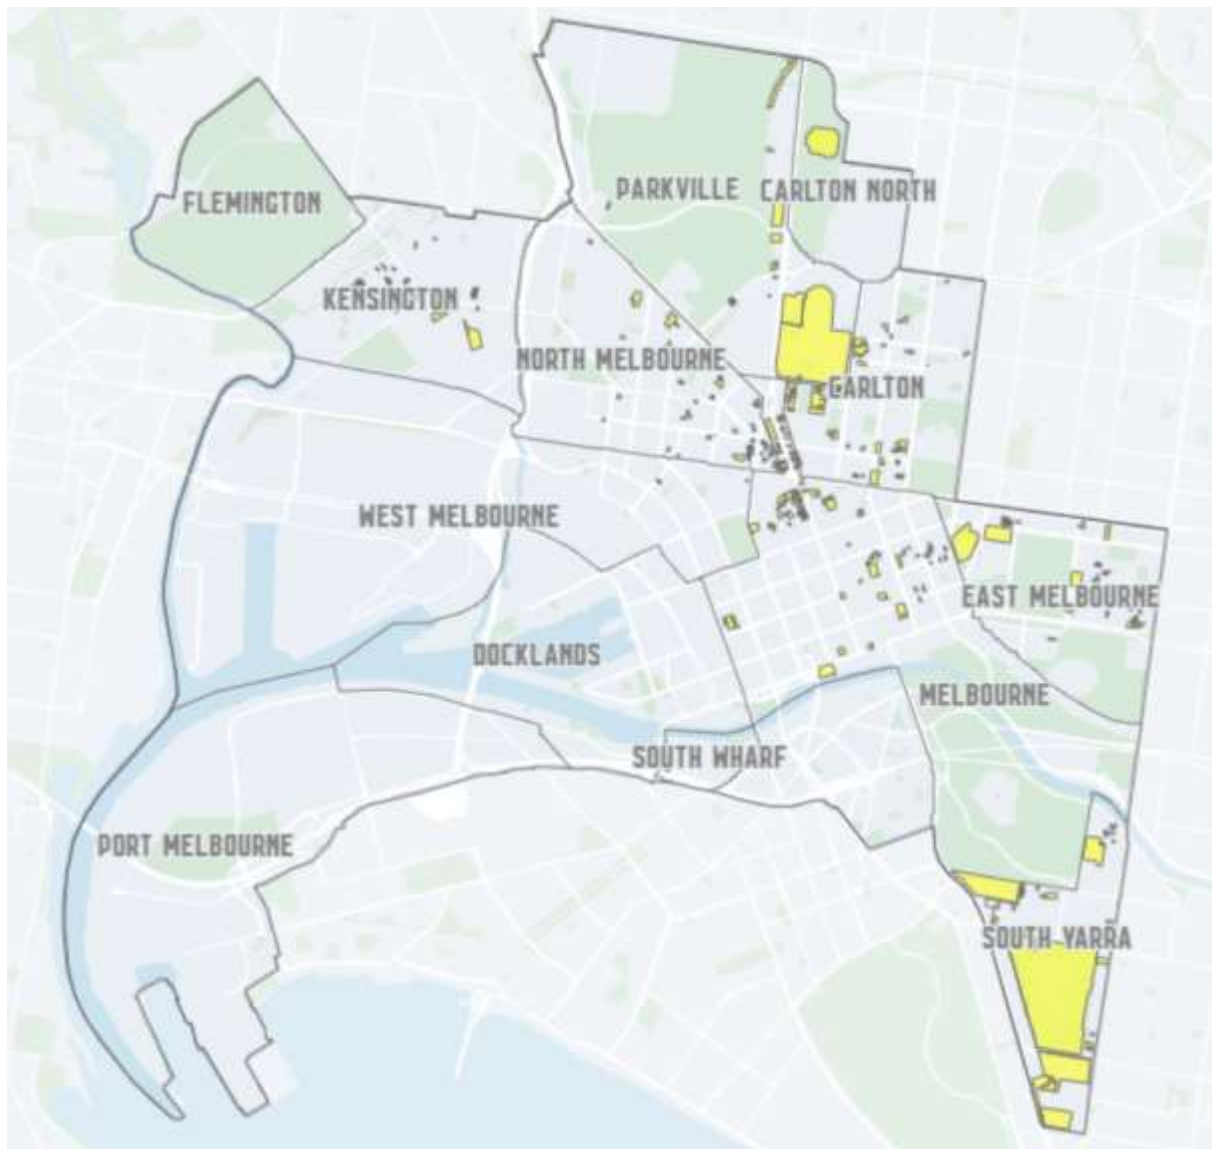 PARKVILLE
CARLTON NORTH
FLEMINGTON
KENSINGTON
NORTH MELBOURNE
CARLTON
WEST MELBOURNE
EAST MELBOURNE
DOCKLANDS
MELBOURNE
SOUTH WHARF
PORT MELBOURNE
SOUTH YARRA